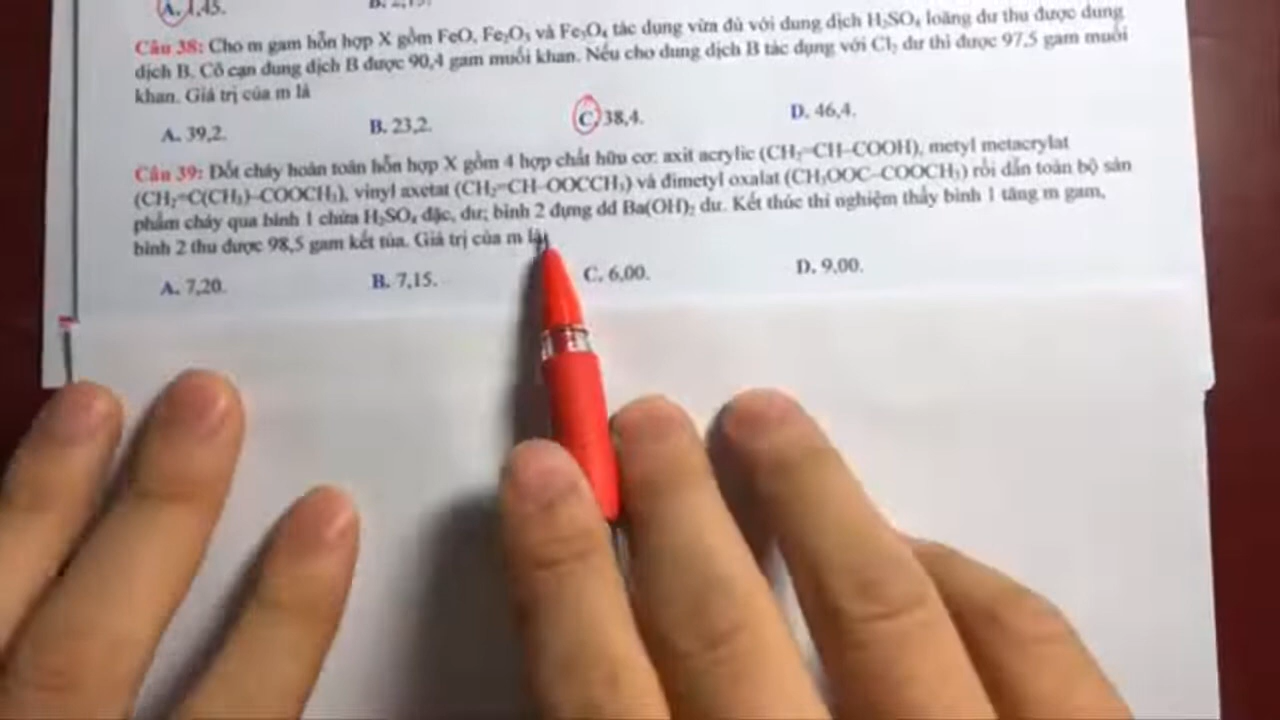 A. 1,45.
Câu 38: Cho m gam hỗn hợp X gồm FeO, Fe₂O₃ và Fe₃O₄ tác dụng vừa đủ với dung dịch H₂SO₄ loãng dư thu được dung
dịch B. Cô cạn dung dịch B được 90,4 gam muối khan. Nếu cho dung dịch B tác dụng với Cl₂ dư thì được 97,5 gam muối
khan. Giá trị của m là
A. 39,2. B. 23,2. C. 38,4. D. 46,4.
Câu 39: Đốt cháy hoàn toàn hỗn hợp X gồm 4 hợp chất hữu cơ: axit acrylic (CH₂=CH–COOH), metyl metacrylat
(CH₂=C(CH₃)–COOCH₃), vinyl axetat (CH₂=CH–OOCCH₃) và đimetyl oxalat (CH₃OOC–COOCH₃) rồi dẫn toàn bộ sản
phẩm cháy qua bình 1 chứa H₂SO₄ đặc, dư; bình 2 đựng dd Ba(OH)₂ dư. Kết thúc thí nghiệm thấy bình 1 tăng m gam,
bình 2 thu được 98,5 gam kết tủa. Giá trị của m là
A. 7,20. B. 7,15. C. 6,00. D. 9,00.